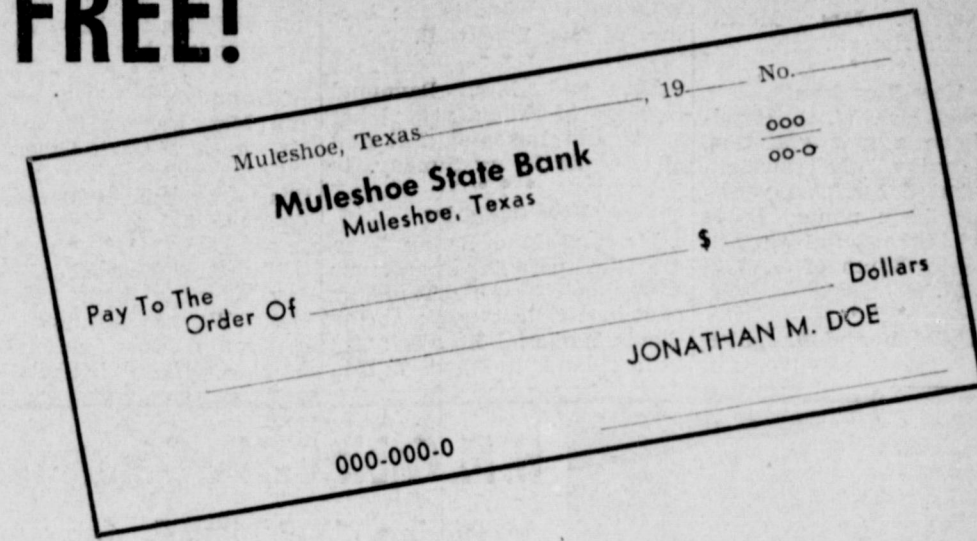 FREE!
Muleshoe, Texas , 19 No.
Muleshoe State Bank
Muleshoe, Texas
000
00-0
$
Pay To The
Order Of
Dollars
JONATHAN M. DOE
000-000-0